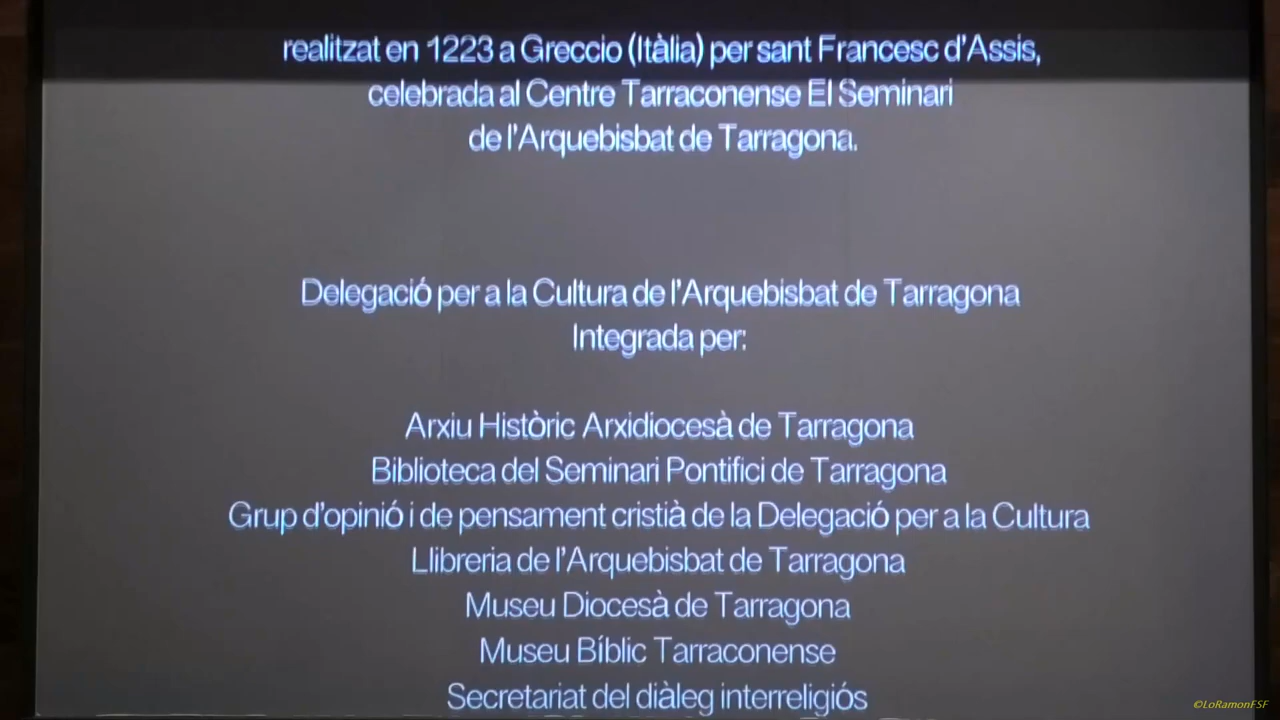 realitzat en 1223 a Greccio (Itàlia) per sant Francesc d'Assis,
celebrada al Centre Tarraconense El Seminari
de l'Arquebisbat de Tarragona.
Delegació per a la Cultura de l'Arquebisbat de Tarragona
Integrada per:
Arxiu Històric Arxidiocesà de Tarragona
Biblioteca del Seminari Pontifici de Tarragona
Grup d'opinió i de pensament cristià de la Delegació per a la Cultura
Llibreria de l'Arquebisbat de Tarragona
Museu Diocesà de Tarragona
Museu Bíblic Tarraconense
Secretariat del diàleg interreligiós
©LoRamonFSF